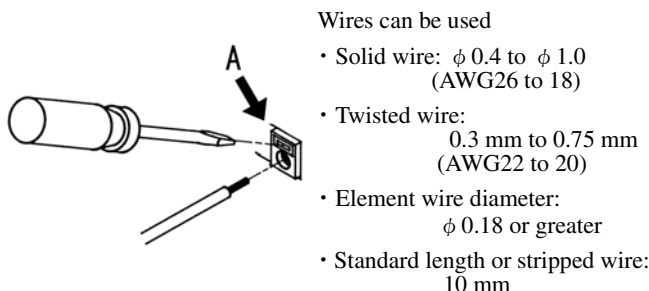 A
Wires can be used
・Solid wire: φ 0.4 to φ 1.0
(AWG26 to 18)
・Twisted wire:
0.3 mm to 0.75 mm
(AWG22 to 20)
・Element wire diameter:
φ 0.18 or greater
・Standard length or stripped wire:
10 mm